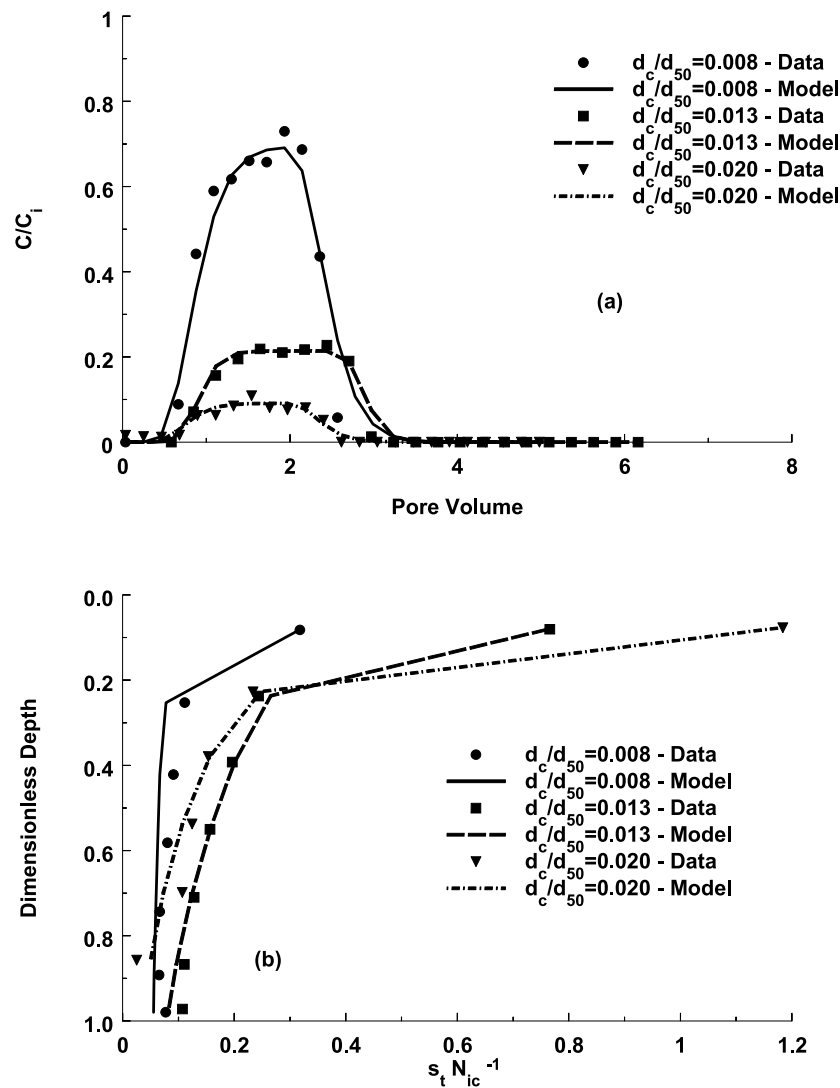 1
0.8
0.6
0.4
0.2
0
C/Ci
d_c/d_50=0.008 - Data
d_c/d_50=0.008 - Model
d_c/d_50=0.013 - Data
d_c/d_50=0.013 - Model
d_c/d_50=0.020 - Data
d_c/d_50=0.020 - Model
(a)
0 2 4 6 8
Pore Volume
0.0
0.2
0.4
0.6
0.8
1.0
Dimensionless Depth
d_c/d_50=0.008 - Data
d_c/d_50=0.008 - Model
d_c/d_50=0.013 - Data
d_c/d_50=0.013 - Model
d_c/d_50=0.020 - Data
d_c/d_50=0.020 - Model
(b)
0 0.2 0.4 0.6 0.8 1 1.2
s_t N_ic^-1